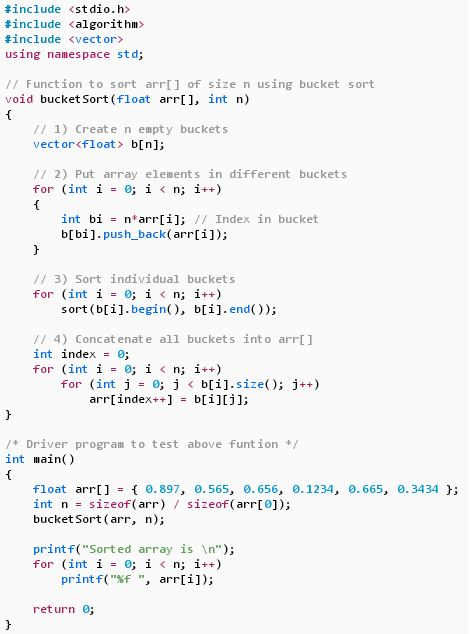 #include <stdio.h>
#include <algorithm>
#include <vector>
using namespace std;

// Function to sort arr[] of size n using bucket sort
void bucketSort(float arr[], int n)
{
    // 1) Create n empty buckets
    vector<float> b[n];

    // 2) Put array elements in different buckets
    for (int i = 0; i < n; i++)
    {
        int bi = n*arr[i]; // Index in bucket
        b[bi].push_back(arr[i]);
    }

    // 3) Sort individual buckets
    for (int i = 0; i < n; i++)
        sort(b[i].begin(), b[i].end());

    // 4) Concatenate all buckets into arr[]
    int index = 0;
    for (int i = 0; i < n; i++)
        for (int j = 0; j < b[i].size(); j++)
            arr[index++] = b[i][j];
}

/* Driver program to test above funtion */
int main()
{
    float arr[] = { 0.897, 0.565, 0.656, 0.1234, 0.665, 0.3434 };
    int n = sizeof(arr) / sizeof(arr[0]);
    bucketSort(arr, n);

    printf("Sorted array is \n");
    for (int i = 0; i < n; i++)
        printf("%f ", arr[i]);

    return 0;
}